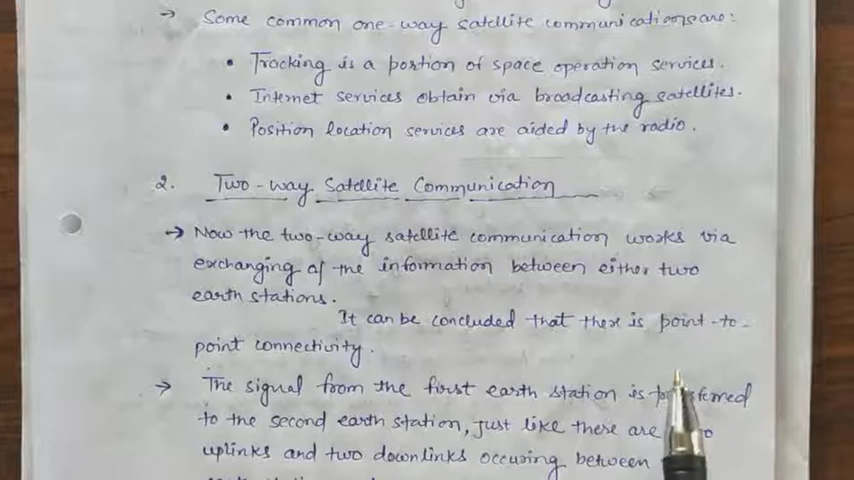 → Some common one-way satellite communications are:
• Tracking is a portion of space operation services.
• Internet services obtain via broadcasting satellites.
• Position location services are aided by the radio.
2. Two-way Satellite Communication
→ Now the two-way satellite communication works via
exchanging of the information between either two
earth stations.
It can be concluded that there is point-to-
point connectivity.
→ The signal from the first earth station is
to the second earth station, just like there are
uplinks and two downlinks occuring between